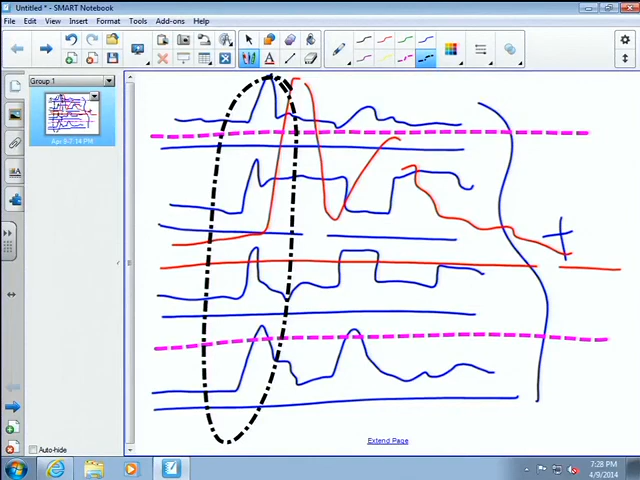 Untitled * - SMART Notebook
File Edit View Insert Format Tools Add-ons Help
Group 1
Apr 8-7:14 PM
Auto-hide
Extend Page
7:28 PM
4/9/2014